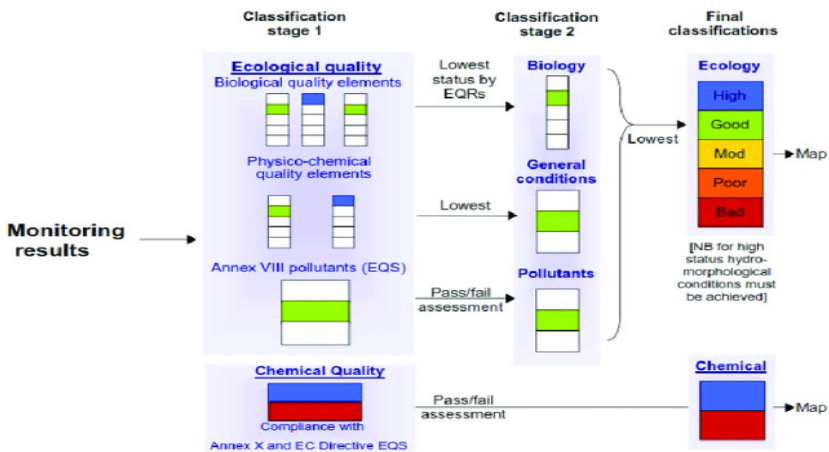 Classification
stage 1
Classification
stage 2
Final
classifications
Ecological quality
Biological quality elements
Lowest
status by
EQRs
Biology
Ecology
High
Good
Mod
Poor
Bad
Lowest
Map
Physico-chemical
quality elements
Lowest
General
conditions
Monitoring
results
Annex VIII pollutants (EQS)
Pass/fail
assessment
Pollutants
[NB for high
status hydro-
morphological
conditions must
be achieved]
Chemical Quality
Compliance with
Annex X and EC Directive EQS
Pass/fail
assessment
Chemical
Map